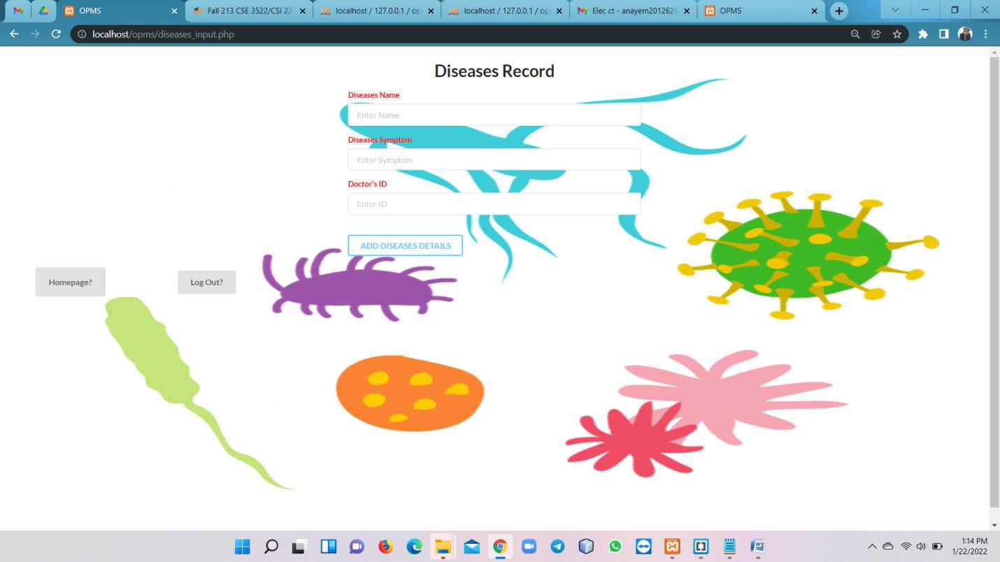 OPMS
Fall 213 CSE 3522/CSI 22
localhost / 127.0.0.1 / op
localhost / 127.0.0.1 / op
Elec ct - anayem201262@
OPMS
localhost/opms/diseases_input.php
Diseases Record
Diseases Name
Enter Name
Diseases Symptom
Enter Symptom
Doctor's ID
Enter ID
ADD DISEASES DETAILS
Homepage?
Log Out?
1:14 PM
1/22/2022